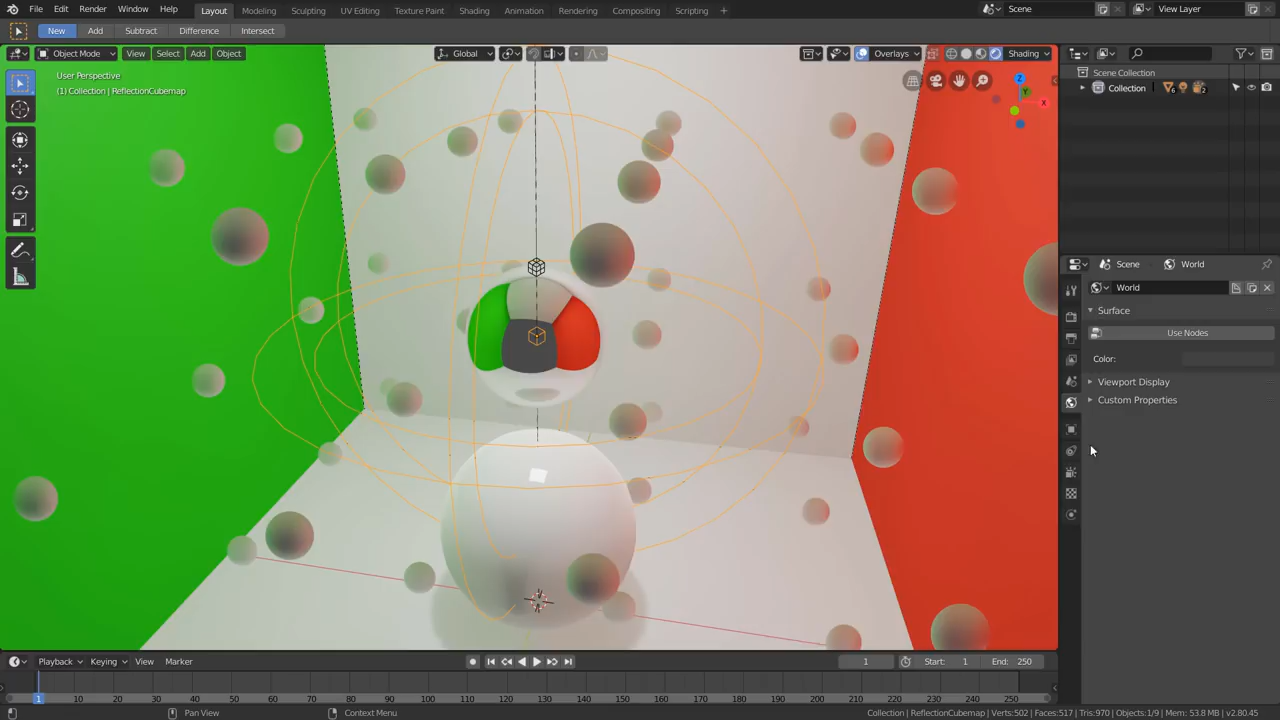 File Edit Render Window Help Layout Modeling Sculpting UV Editing Texture Paint Shading Animation Rendering Compositing Scripting + Scene View Layer
New Add Subtract Difference Intersect
Object Mode View Select Add Object Global Overlays Shading
User Perspective
(1) Collection | ReflectionCubemap
Z
Y
X
Scene Collection
Collection 6 2
Scene World
World
Surface
Use Nodes
Color:
Viewport Display
Custom Properties
Playback Keying View Marker 1 Start: 1 End: 250
1 10 20 30 40 50 60 70 80 90 100 110 120 130 140 150 160 170 180 190 200 210 220 230 240 250
Pan View Context Menu Collection | ReflectionCubemap | Verts:502 | Faces:517 | Tris:970 | Objects:1/9 | Mem: 53.8 MB | v2.80.45